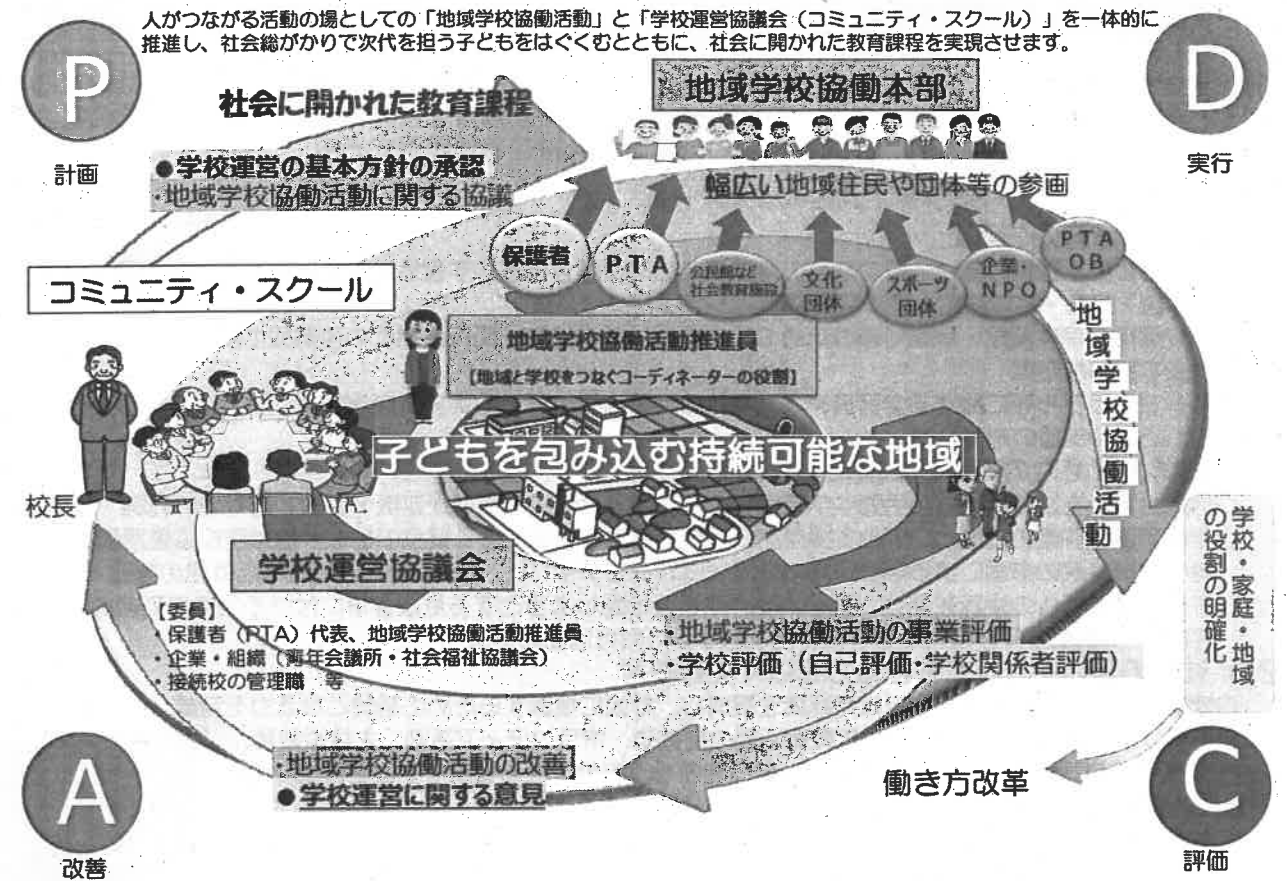 人がつながる活動の場としての「地域学校協働活動」と「学校運営協議会（コミュニティ・スクール）」を一体的に
推進し、社会総がかりで次代を担う子どもをはぐくむとともに、社会に開かれた教育課程を実現させます。
P
計画
D
実行
社会に開かれた教育課程
地域学校協働本部
●学校運営の基本方針の承認
・地域学校協働活動に関する協議
幅広い地域住民や団体等の参画
保護者
PTA
公民館など
社会教育施設
文化
団体
スポーツ
団体
企業・
NPO
PTA
OB
コミュニティ・スクール
地域学校協働活動推進員
【地域と学校をつなぐコーディネーターの役割】
地域学校協働活動
子どもを包み込む持続可能な地域
校長
学校運営協議会
【委員】
・保護者（PTA）代表、地域学校協働活動推進員
・企業・組織（青年会議所・社会福祉協議会）
・接続校の管理職　等
・地域学校協働活動の事業評価
・学校評価（自己評価・学校関係者評価）
学校・家庭・地域
の役割の明確化
・地域学校協働活動の改善
●学校運営に関する意見
働き方改革
A
改善
C
評価